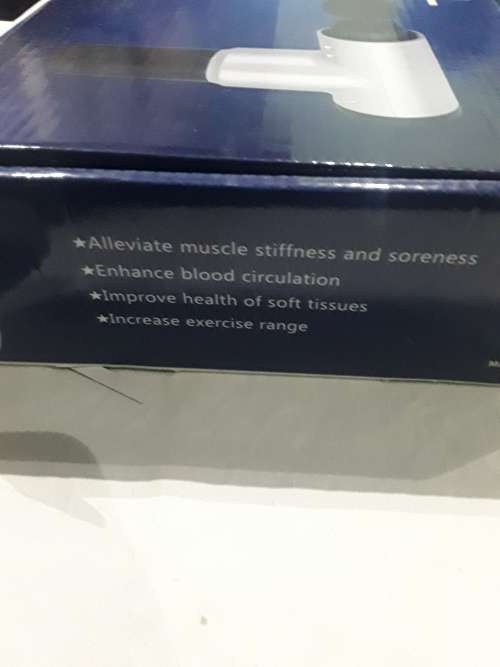 ★Alleviate muscle stiffness and soreness
★Enhance blood circulation
★Improve health of soft tissues
★Increase exercise range